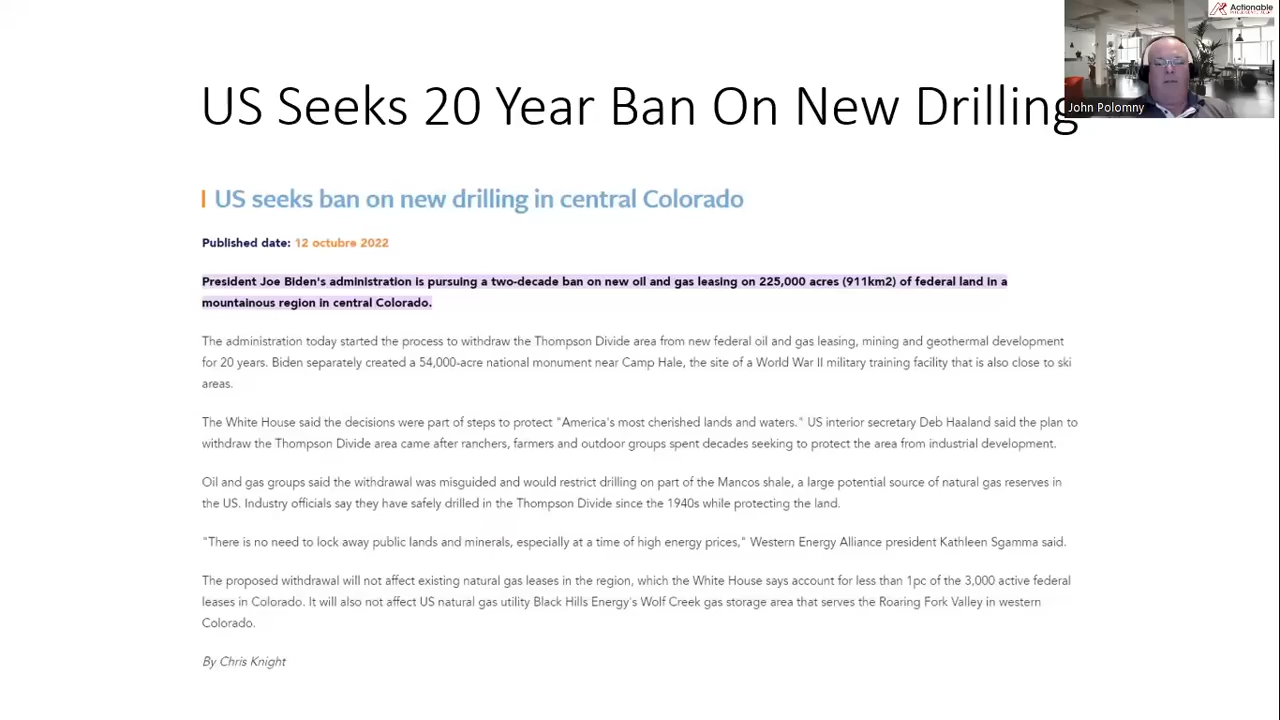 Actionable
US Seeks 20 Year Ban On New Drilling
John Polomny
US seeks ban on new drilling in central Colorado
Published date: 12 octubre 2022
President Joe Biden's administration is pursuing a two-decade ban on new oil and gas leasing on 225,000 acres (911km2) of federal land in a
mountainous region in central Colorado.
The administration today started the process to withdraw the Thompson Divide area from new federal oil and gas leasing, mining and geothermal development
for 20 years. Biden separately created a 54,000-acre national monument near Camp Hale, the site of a World War II military training facility that is also close to ski
areas.
The White House said the decisions were part of steps to protect "America's most cherished lands and waters." US interior secretary Deb Haaland said the plan to
withdraw the Thompson Divide area came after ranchers, farmers and outdoor groups spent decades seeking to protect the area from industrial development.
Oil and gas groups said the withdrawal was misguided and would restrict drilling on part of the Mancos shale, a large potential source of natural gas reserves in
the US. Industry officials say they have safely drilled in the Thompson Divide since the 1940s while protecting the land.
"There is no need to lock away public lands and minerals, especially at a time of high energy prices," Western Energy Alliance president Kathleen Sgamma said.
The proposed withdrawal will not affect existing natural gas leases in the region, which the White House says account for less than 1pc of the 3,000 active federal
leases in Colorado. It will also not affect US natural gas utility Black Hills Energy's Wolf Creek gas storage area that serves the Roaring Fork Valley in western
Colorado.
By Chris Knight